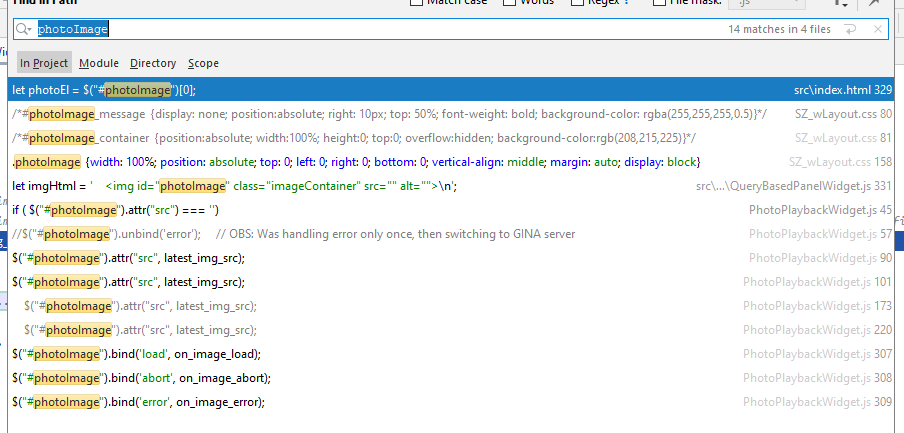 Find in Path Match case Words Regex ? File mask: *.js
photoImage 14 matches in 4 files
In Project Module Directory Scope
let photoEl = $("#photoImage")[0]; src\index.html 329
/*#photoImage_message {display: none; position:absolute; right: 10px; top: 50%; font-weight: bold; background-color: rgba(255,255,255,0.5)}*/ SZ_wLayout.css 80
/*#photoImage_container {position:absolute; width:100%; height:0; top:0; overflow:hidden; background-color:rgb(208,215,225)}*/ SZ_wLayout.css 81
.photoImage {width: 100%; position: absolute; top: 0; left: 0; right: 0; bottom: 0; vertical-align: middle; margin: auto; display: block} SZ_wLayout.css 158
let imgHtml = ' <img id="photoImage" class="imageContainer" src="" alt="">\n'; src\...\QueryBasedPanelWidget.js 331
if ( $("#photoImage").attr("src") === '') PhotoPlaybackWidget.js 45
//$("#photoImage").unbind('error'); // OBS: Was handling error only once, then switching to GINA server PhotoPlaybackWidget.js 57
$("#photoImage").attr("src", latest_img_src); PhotoPlaybackWidget.js 90
$("#photoImage").attr("src", latest_img_src); PhotoPlaybackWidget.js 101
$("#photoImage").attr("src", latest_img_src); PhotoPlaybackWidget.js 173
$("#photoImage").attr("src", latest_img_src); PhotoPlaybackWidget.js 220
$("#photoImage").bind('load', on_image_load); PhotoPlaybackWidget.js 307
$("#photoImage").bind('abort', on_image_abort); PhotoPlaybackWidget.js 308
$("#photoImage").bind('error', on_image_error); PhotoPlaybackWidget.js 309